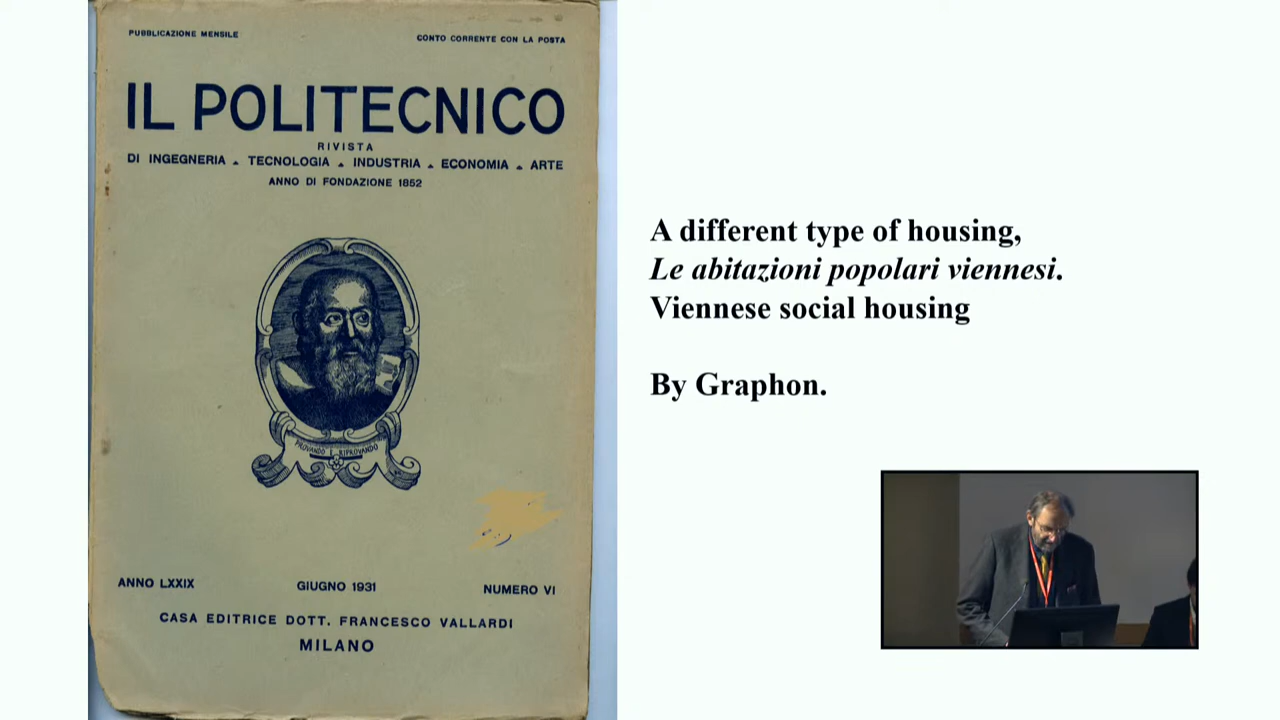 PUBBLICAZIONE MENSILE
CONTO CORRENTE CON LA POSTA
IL POLITECNICO
RIVISTA
DI INGEGNERIA - TECNOLOGIA - INDUSTRIA - ECONOMIA - ARTE
ANNO DI FONDAZIONE 1852
PROVANDO E RIPROVANDO
ANNO LXXIX
GIUGNO 1931
NUMERO VI
CASA EDITRICE DOTT. FRANCESCO VALLARDI
MILANO
A different type of housing,
Le abitazioni popolari viennesi.
Viennese social housing
By Graphon.